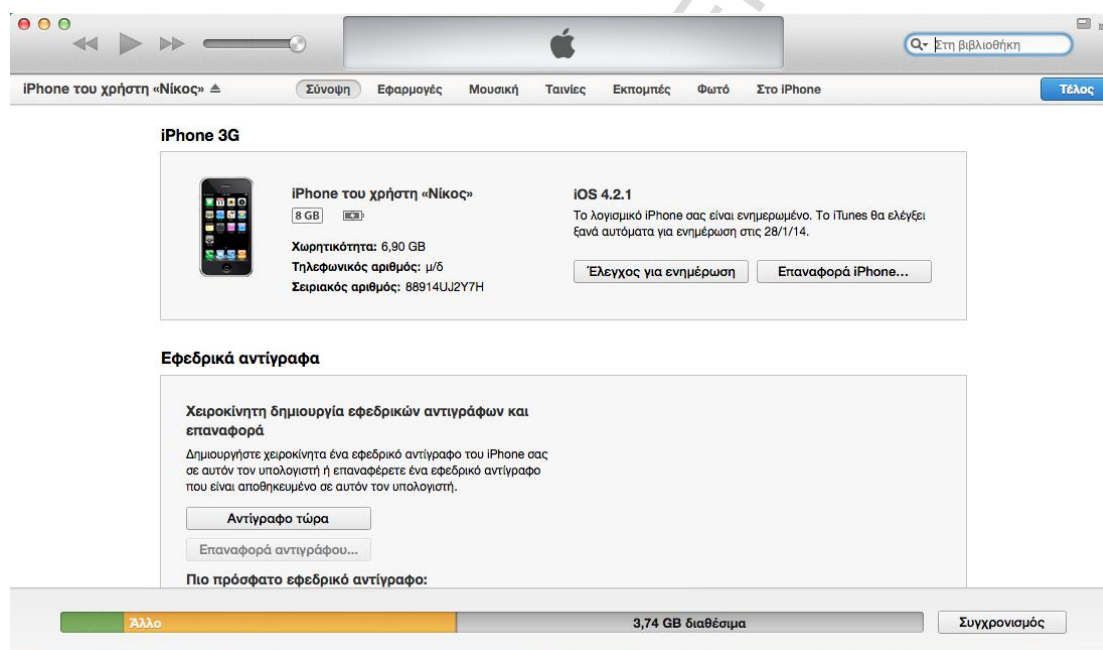 Στη βιβλιοθήκη
iPhone του χρήστη «Νίκος» Σύνοψη Εφαρμογές Μουσική Ταινίες Εκπομπές Φωτό Στο iPhone Τέλος
iPhone 3G
iPhone του χρήστη «Νίκος»
8 GB
Χωρητικότητα: 6,90 GB
Τηλεφωνικός αριθμός: μ/δ
Σειριακός αριθμός: 88914UJ2Y7H
iOS 4.2.1
Το λογισμικό iPhone σας είναι ενημερωμένο. Το iTunes θα ελέγξει
ξανά αυτόματα για ενημέρωση στις 28/1/14.
Έλεγχος για ενημέρωση Επαναφορά iPhone...
Εφεδρικά αντίγραφα
Χειροκίνητη δημιουργία εφεδρικών αντιγράφων και
επαναφορά
Δημιουργήστε χειροκίνητα ένα εφεδρικό αντίγραφο του iPhone σας
σε αυτόν τον υπολογιστή ή επαναφέρετε ένα εφεδρικό αντίγραφο
που είναι αποθηκευμένο σε αυτόν τον υπολογιστή.
Αντίγραφο τώρα
Επαναφορά αντιγράφου...
Πιο πρόσφατο εφεδρικό αντίγραφο:
Άλλο 3,74 GB διαθέσιμα Συγχρονισμός